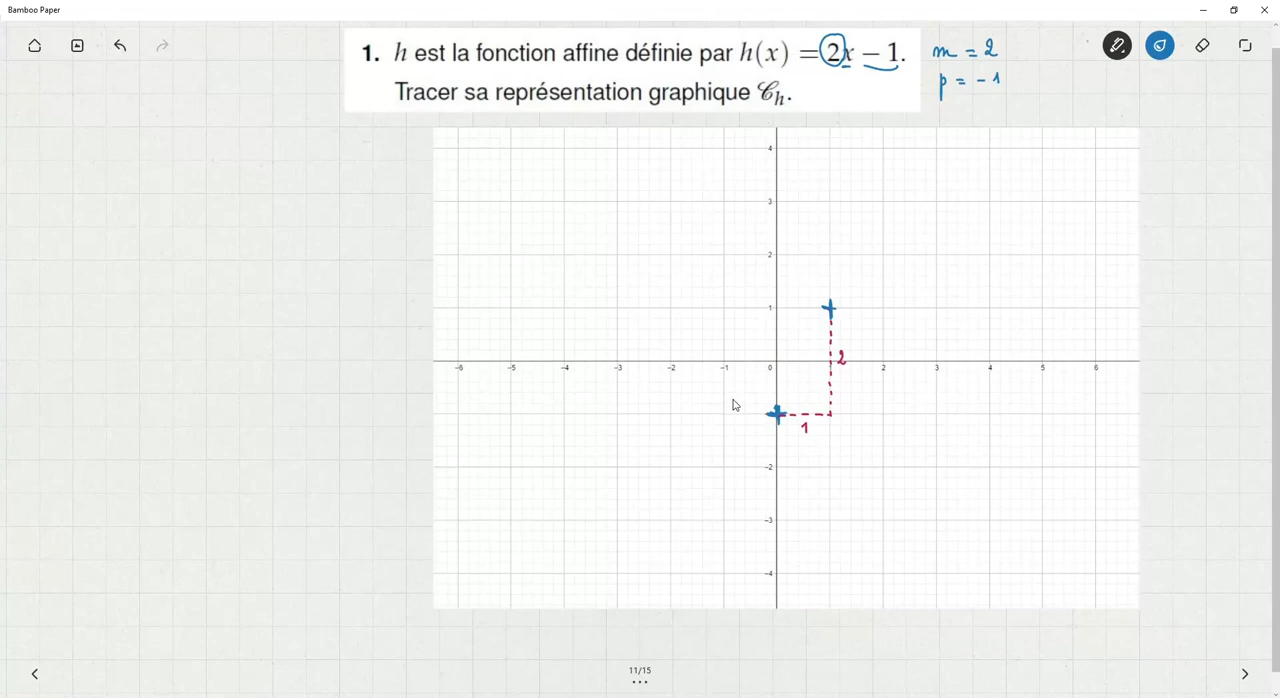 Bamboo Paper
1. h est la fonction affine définie par h(x) = 2x − 1.
m = 2
Tracer sa représentation graphique 𝒞h.
p = -1
4
3
2
1
-6 -5 -4 -3 -2 -1 0 2 3 4 5 6
2
1
-2
-3
-4
11/15